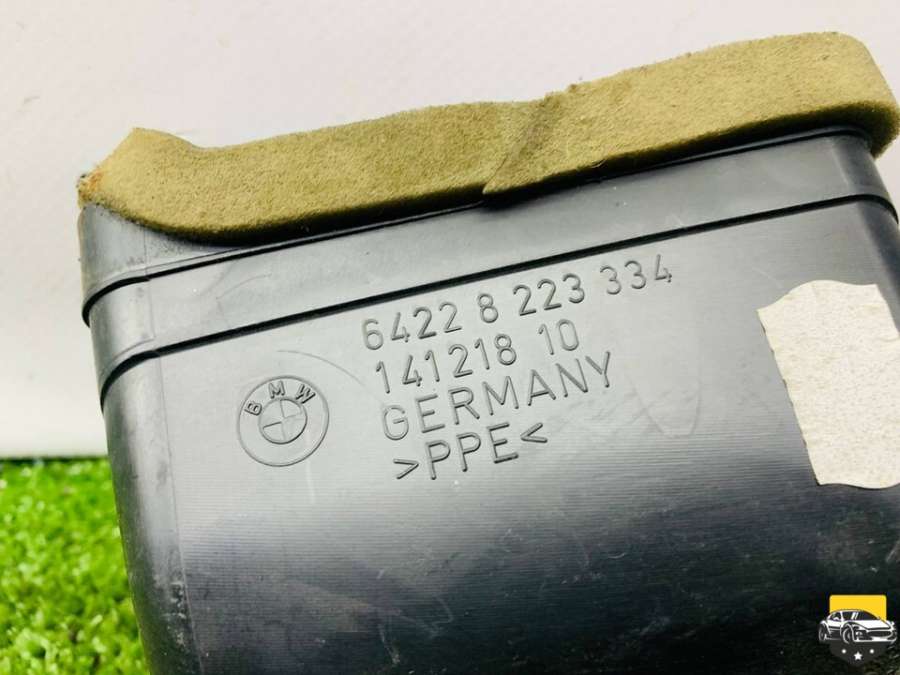 6422 8 223 334
141218 10
GERMANY
>PPE<
BMW